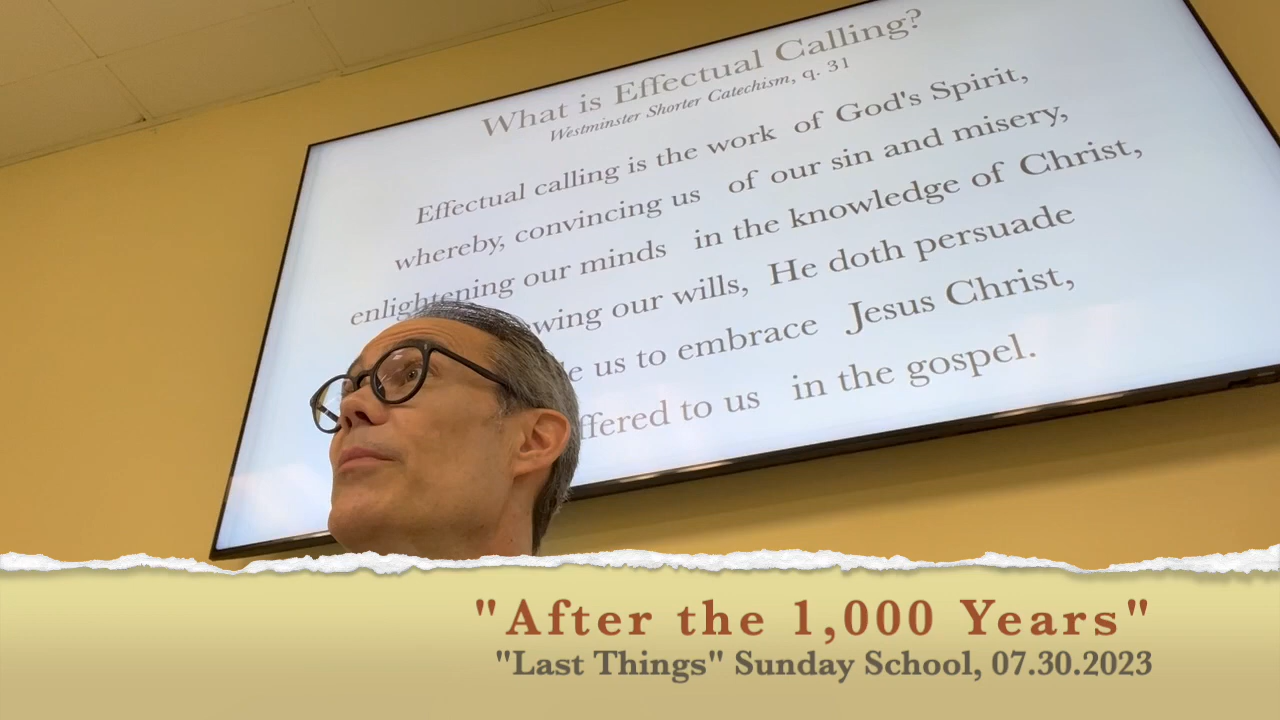 What is Effectual Calling?
Westminster Shorter Catechism, q. 31
Effectual calling is the work of God's Spirit,
whereby, convincing us of our sin and misery,
enlightening our minds in the knowledge of Christ,
wing our wills, He doth persuade
us to embrace Jesus Christ,
ffered to us in the gospel.
"After the 1,000 Years"
"Last Things" Sunday School, 07.30.2023